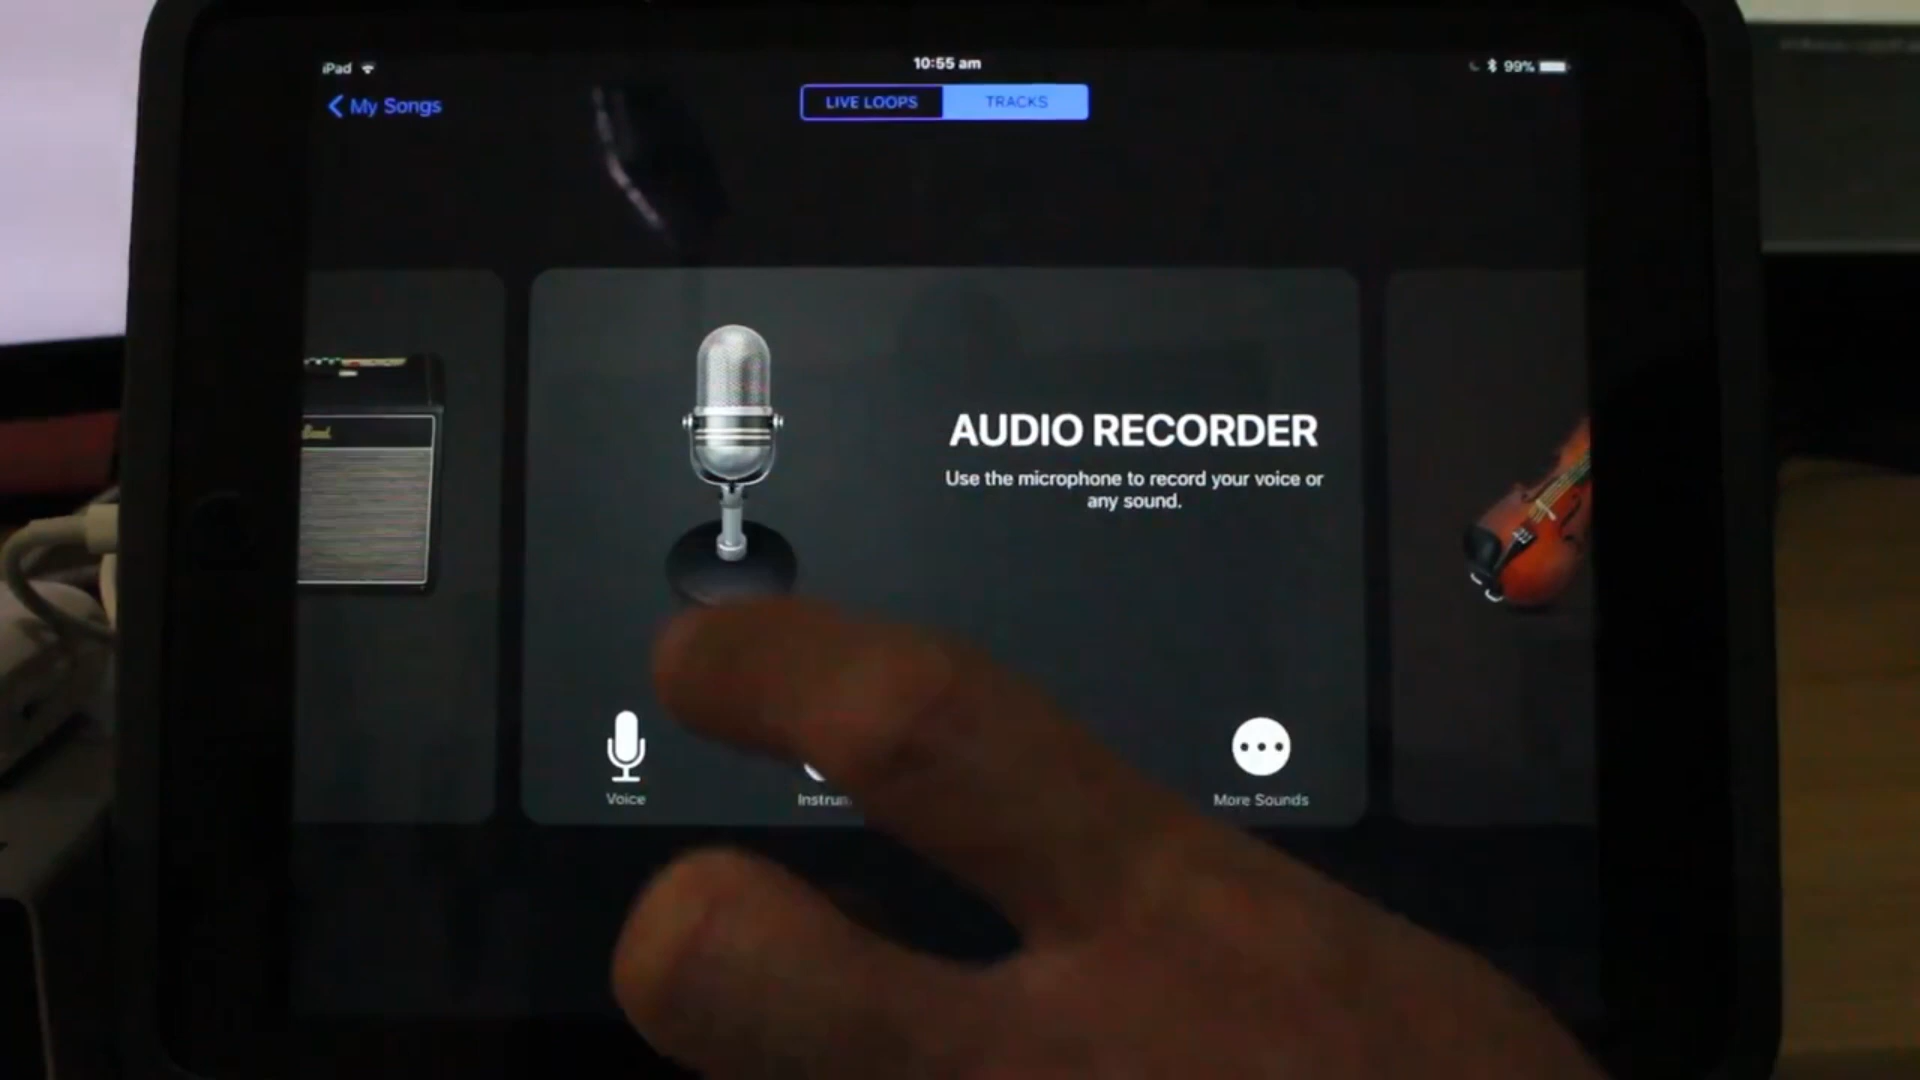 iPad
10:55 am
99%
My Songs
LIVE LOOPS
TRACKS
AUDIO RECORDER
Use the microphone to record your voice or
any sound.
Voice
More Sounds